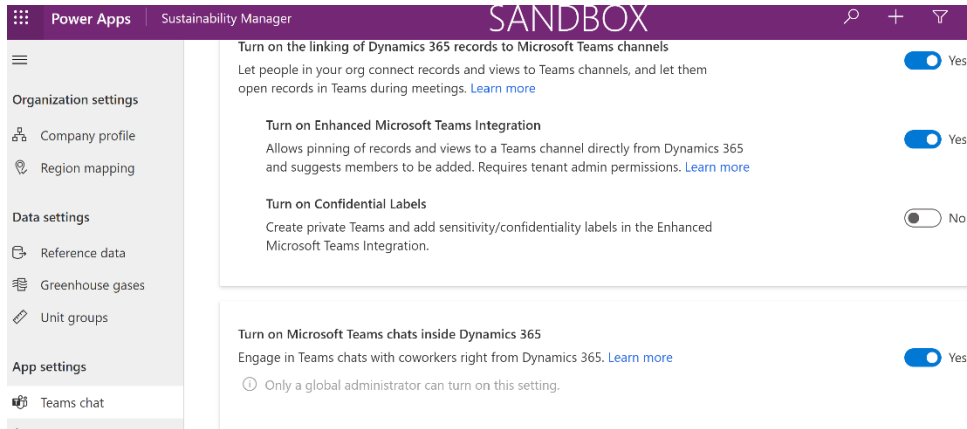 Power Apps Sustainability Manager SANDBOX
Turn on the linking of Dynamics 365 records to Microsoft Teams channels
Let people in your org connect records and views to Teams channels, and let them
open records in Teams during meetings. Learn more
Yes
Turn on Enhanced Microsoft Teams Integration
Allows pinning of records and views to a Teams channel directly from Dynamics 365
and suggests members to be added. Requires tenant admin permissions. Learn more
Yes
Turn on Confidential Labels
Create private Teams and add sensitivity/confidentiality labels in the Enhanced
Microsoft Teams Integration.
No
Turn on Microsoft Teams chats inside Dynamics 365
Engage in Teams chats with coworkers right from Dynamics 365. Learn more
Yes
Only a global administrator can turn on this setting.
Organization settings
Company profile
Region mapping
Data settings
Reference data
Greenhouse gases
Unit groups
App settings
Teams chat